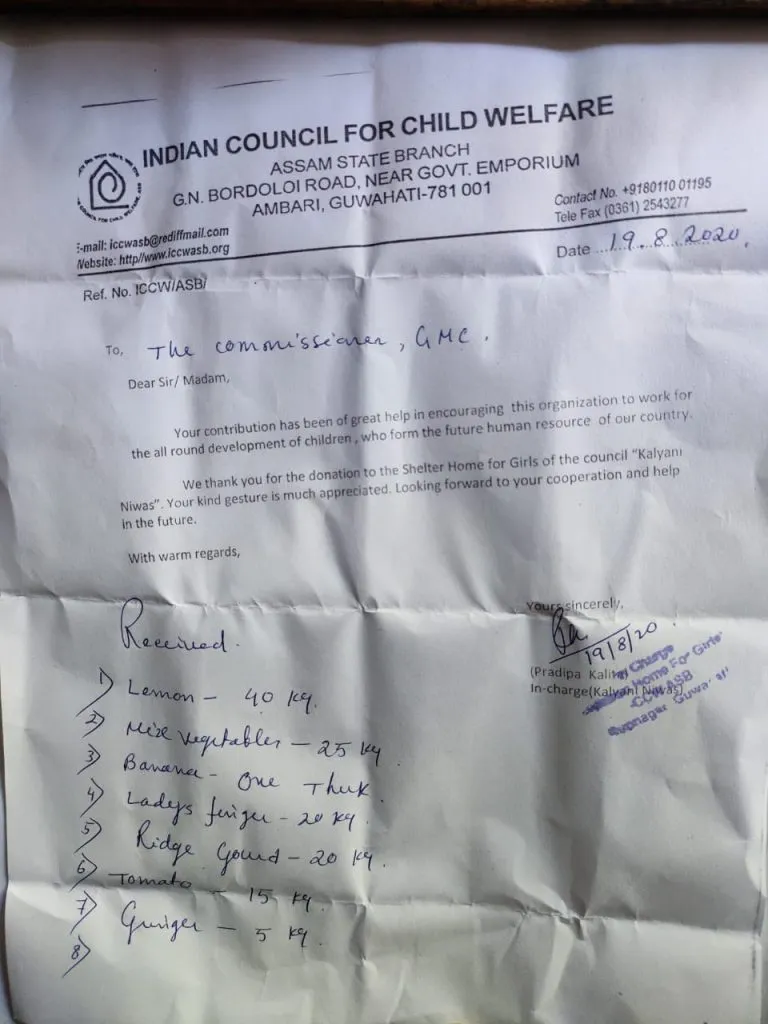 INDIAN COUNCIL FOR CHILD WELFARE
ASSAM STATE BRANCH
G.N. BORDOLOI ROAD, NEAR GOVT. EMPORIUM
AMBARI, GUWAHATI-781 001
Contact No. +9180110 01195
Tele Fax (0361) 2543277
E-mail: iccwasb@rediffmail.com
Website: http//www.iccwasb.org
Date ...19.8.2020.
Ref. No. ICCW/ASB/
To, The commissioner, GMC.
Dear Sir/ Madam,
Your contribution has been of great help in encouraging this organization to work for
the all round development of children , who form the future human resource of our country.
We thank you for the donation to the Shelter Home for Girls of the council “Kalyani
Niwas”. Your kind gesture is much appreciated. Looking forward to your cooperation and help
in the future.
With warm regards,
Yours sincerely,
19/8/20
(Pradipa Kalita)
In-charge(Kalyani Niwas)
Charge
Home For Girls
ICCW-ASB
Rupnagar
Received.
1) Lemon - 40 kg.
2) Mixe vegetables - 25 kg.
3) Banana - One Thuk.
4) Ladys finger - 20 kg.
5) Ridge Gourd - 20 kg.
6) Tomato - 15 kg.
7) - 5 kg.
8)